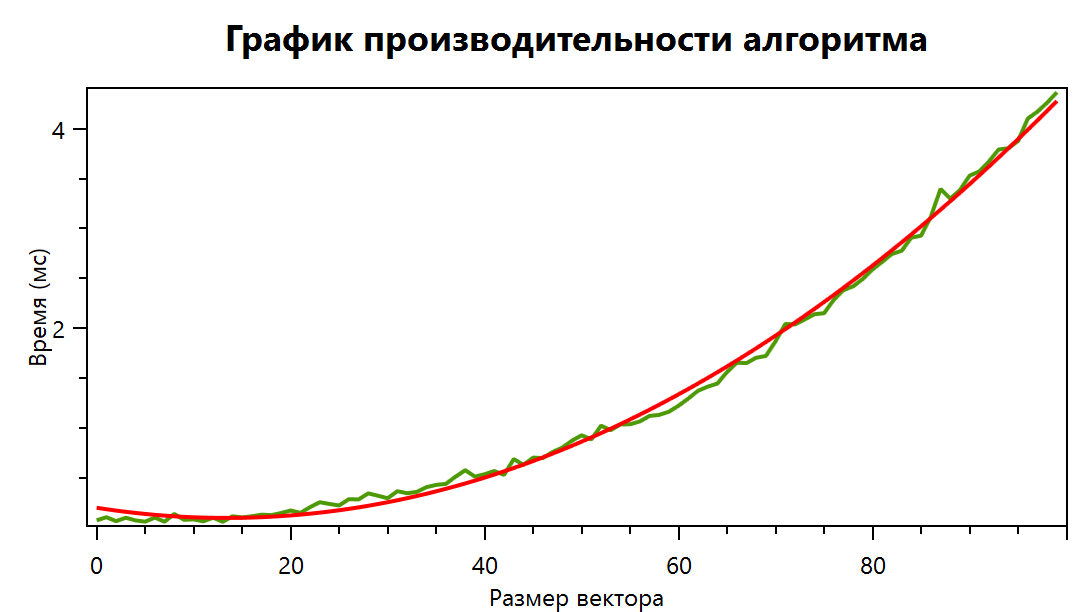 График производительности алгоритма
4
2
Время (мс)
0 20 40 60 80
Размер вектора